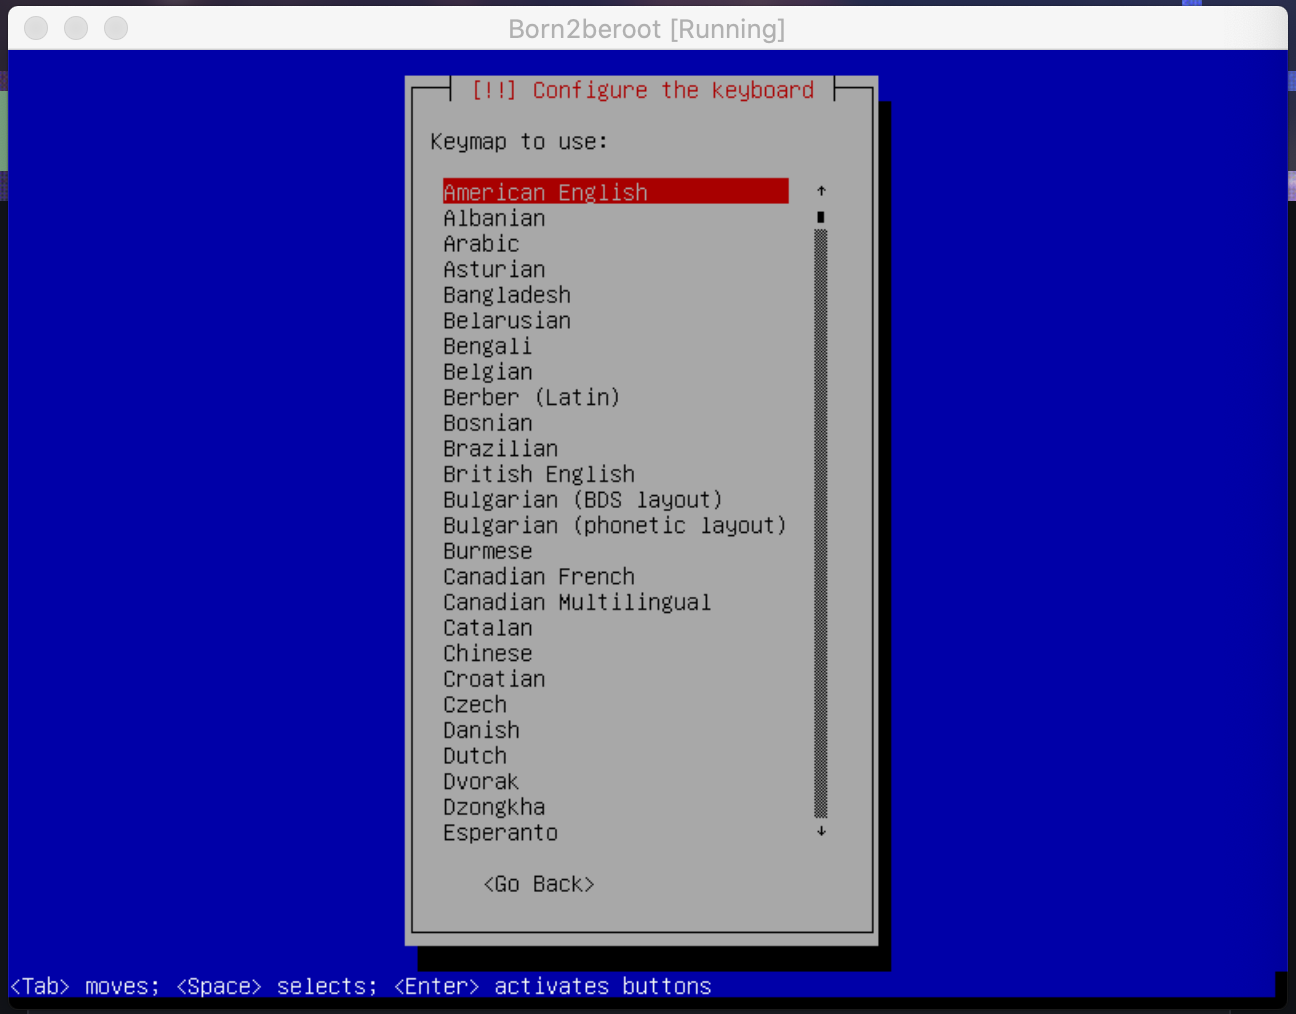 Born2beroot [Running]
[!!] Configure the keyboard
Keymap to use:
American English
Albanian
Arabic
Asturian
Bangladesh
Belarusian
Bengali
Belgian
Berber (Latin)
Bosnian
Brazilian
British English
Bulgarian (BDS layout)
Bulgarian (phonetic layout)
Burmese
Canadian French
Canadian Multilingual
Catalan
Chinese
Croatian
Czech
Danish
Dutch
Dvorak
Dzongkha
Esperanto
<Go Back>
<Tab> moves; <Space> selects; <Enter> activates buttons